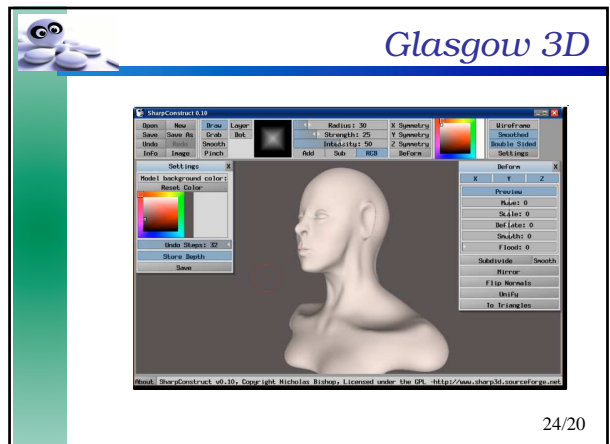 Glasgow 3D
SharpConstruct 0.10
Open New Draw Layer Radius: 30 X Symmetry WireFrame
Save Save As Grab Dot Strength: 25 Y Symmetry Smoothed
Undo Redo Smooth Intensity: 50 Z Symmetry Double Sided
Info Image Pinch Add Sub RGB Deform Settings
Settings X
Model background color:
Reset Color
Undo Steps: 32
Store Depth
Save
Deform X
X Y Z
Preview
Move: 0
Scale: 0
Deflate: 0
Smooth: 0
Flood: 0
Subdivide Smooth
Mirror
Flip Normals
Unify
To Triangles
About SharpConstruct v0.10, Copyright Nicholas Bishop, Licensed under the GPL -http://www.sharp3d.sourceforge.net
24/20